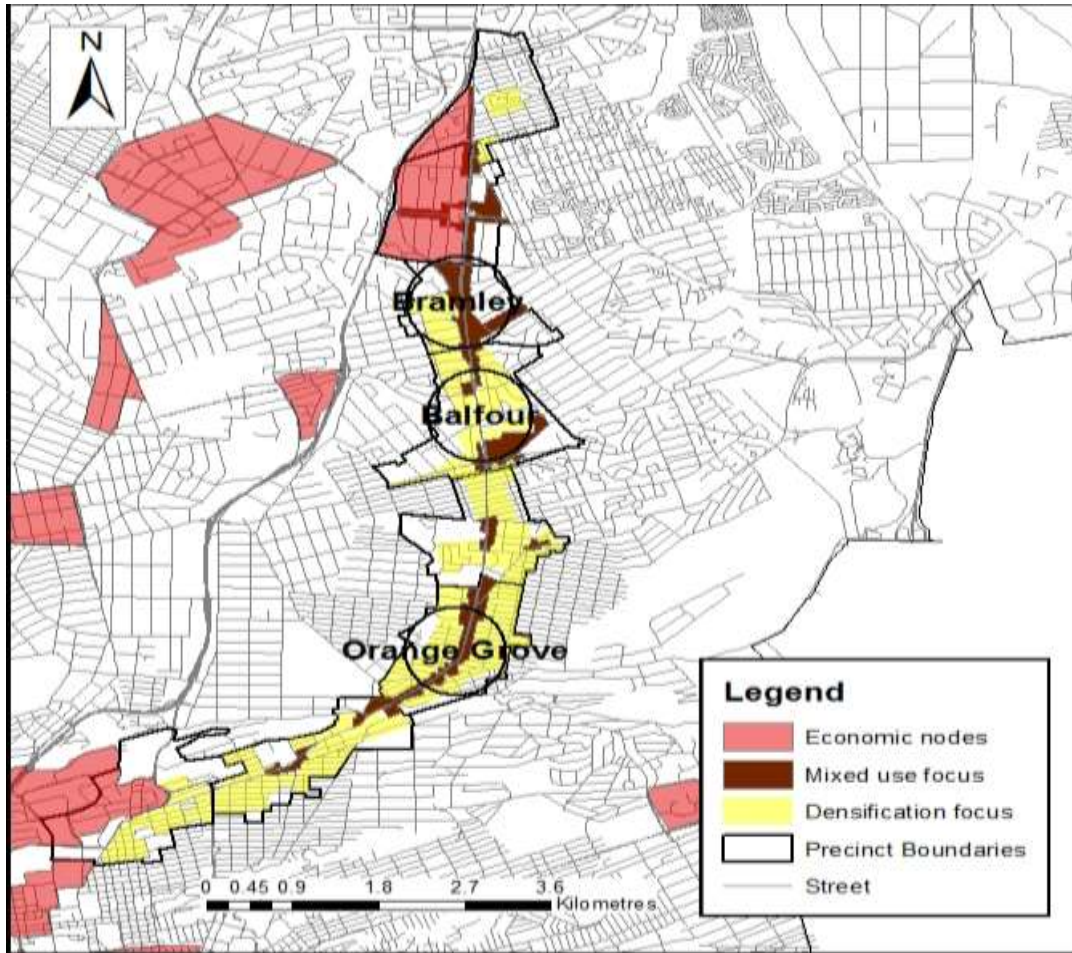 N
Bramley
Balfour
Orange Grove
Legend
Economic nodes
Mixed use focus
Densification focus
Precinct Boundaries
Street
0 0.45 0.9 1.8 2.7 3.6
Kilometres